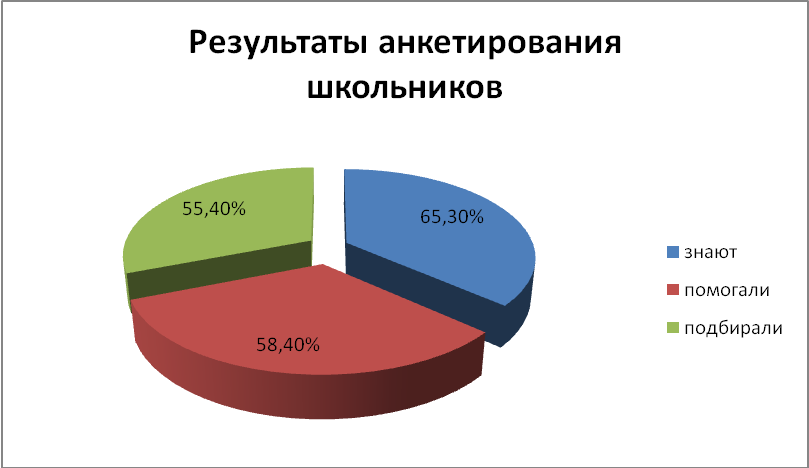 Результаты анкетирования
школьников
55,40%
65,30%
58,40%
знают
помогали
подбирали